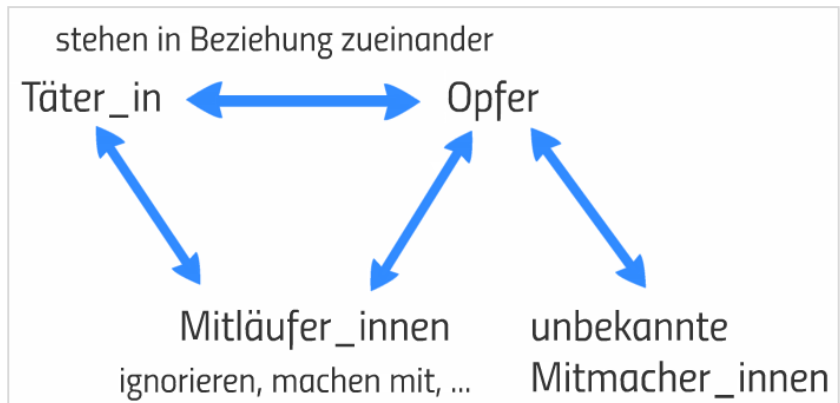 stehen in Beziehung zueinander
Täter_in
Opfer
Mitläufer_innen
ignorieren, machen mit, ...
unbekannte
Mitmacher_innen